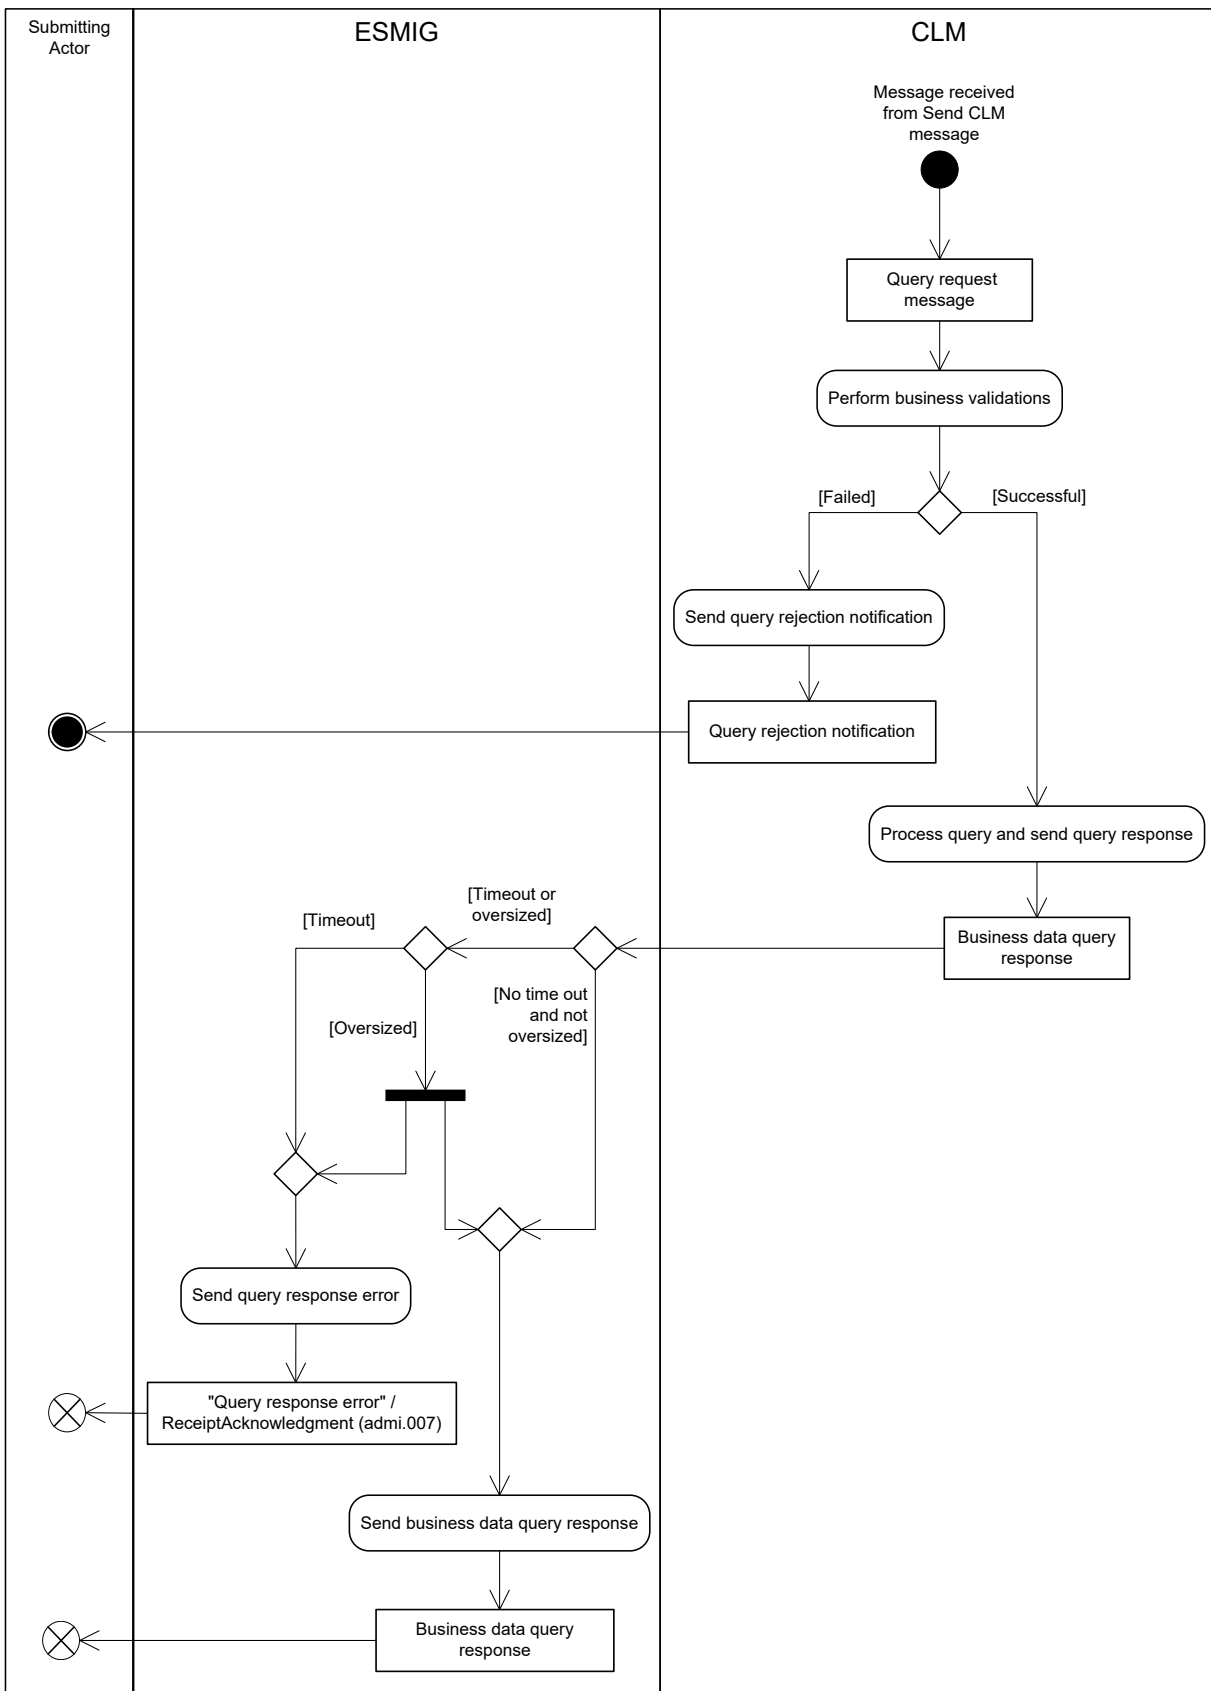 Submitting
Actor
ESMIG
CLM
Message received
from Send CLM
message
Query request
message
Perform business validations
[Failed]
[Successful]
Send query rejection notification
Query rejection notification
Process query and send query response
[Timeout or
oversized]
[Timeout]
Business data query
response
[No time out
and not
oversized]
[Oversized]
Send query response error
"Query response error" /
ReceiptAcknowledgment (admi.007)
Send business data query response
Business data query
response